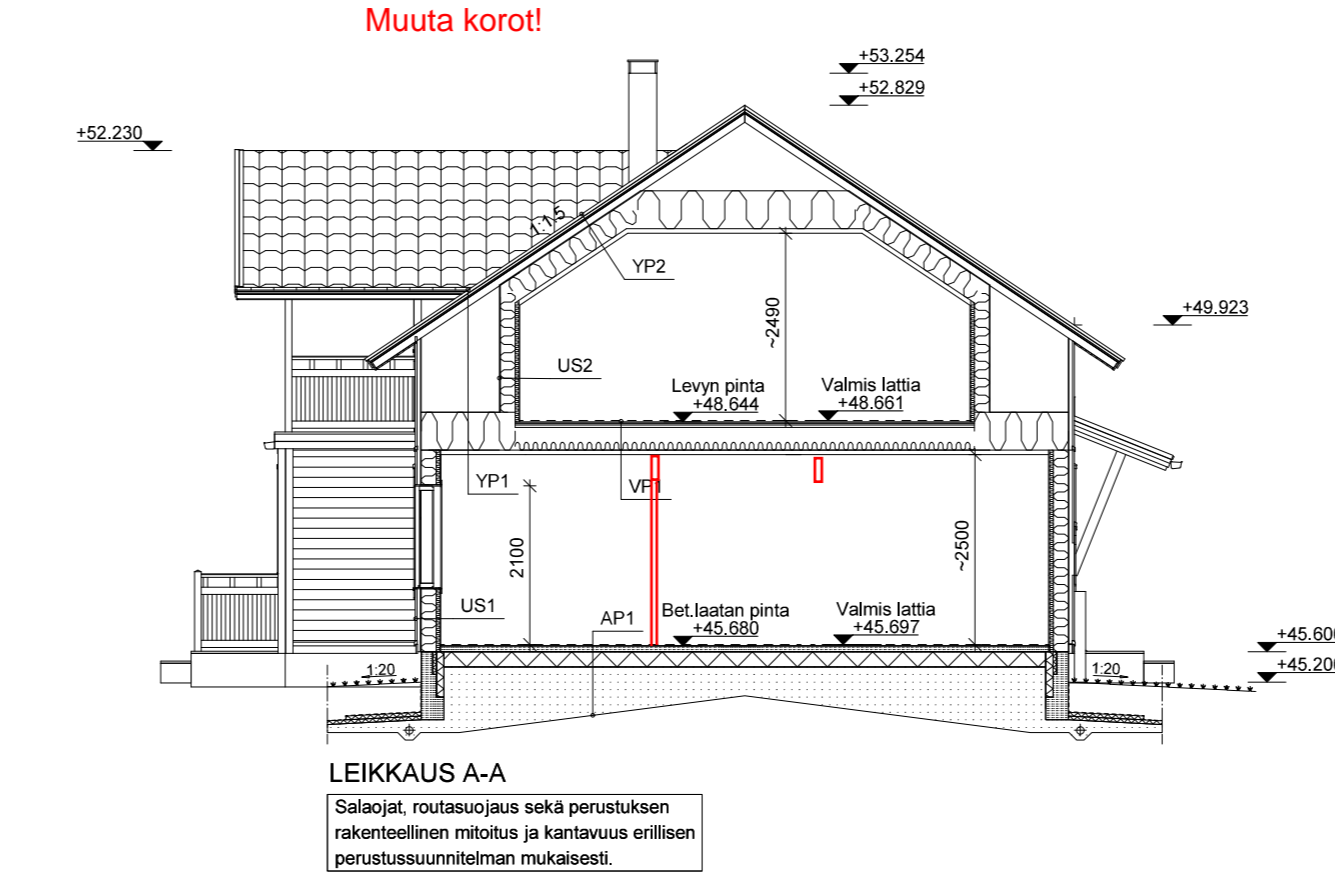 Muuta korot!
+53.254
+52.829
+52.230
1:1.5
YP2
~2490
+49.923
US2
Levyn pinta
+48.644
Valmis lattia
+48.661
YP1
VP1
2100
~2500
US1
AP1
Bet.laatan pinta
+45.680
Valmis lattia
+45.697
+45.600
+45.200
1:20
1:20
LEIKKAUS A-A
Salaojat, routasuojaus sekä perustuksen
rakenteellinen mitoitus ja kantavuus erillisen
perustussuunnitelman mukaisesti.